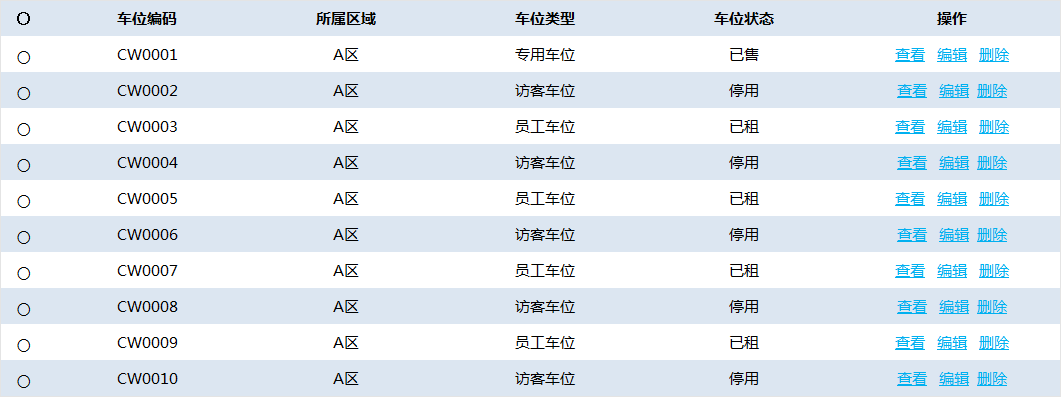 车位编码 所属区域 车位类型 车位状态 操作
CW0001 A区 专用车位 已售 查看 编辑 删除
CW0002 A区 访客车位 停用 查看 编辑 删除
CW0003 A区 员工车位 已租 查看 编辑 删除
CW0004 A区 访客车位 停用 查看 编辑 删除
CW0005 A区 员工车位 已租 查看 编辑 删除
CW0006 A区 访客车位 停用 查看 编辑 删除
CW0007 A区 员工车位 已租 查看 编辑 删除
CW0008 A区 访客车位 停用 查看 编辑 删除
CW0009 A区 员工车位 已租 查看 编辑 删除
CW0010 A区 访客车位 停用 查看 编辑 删除